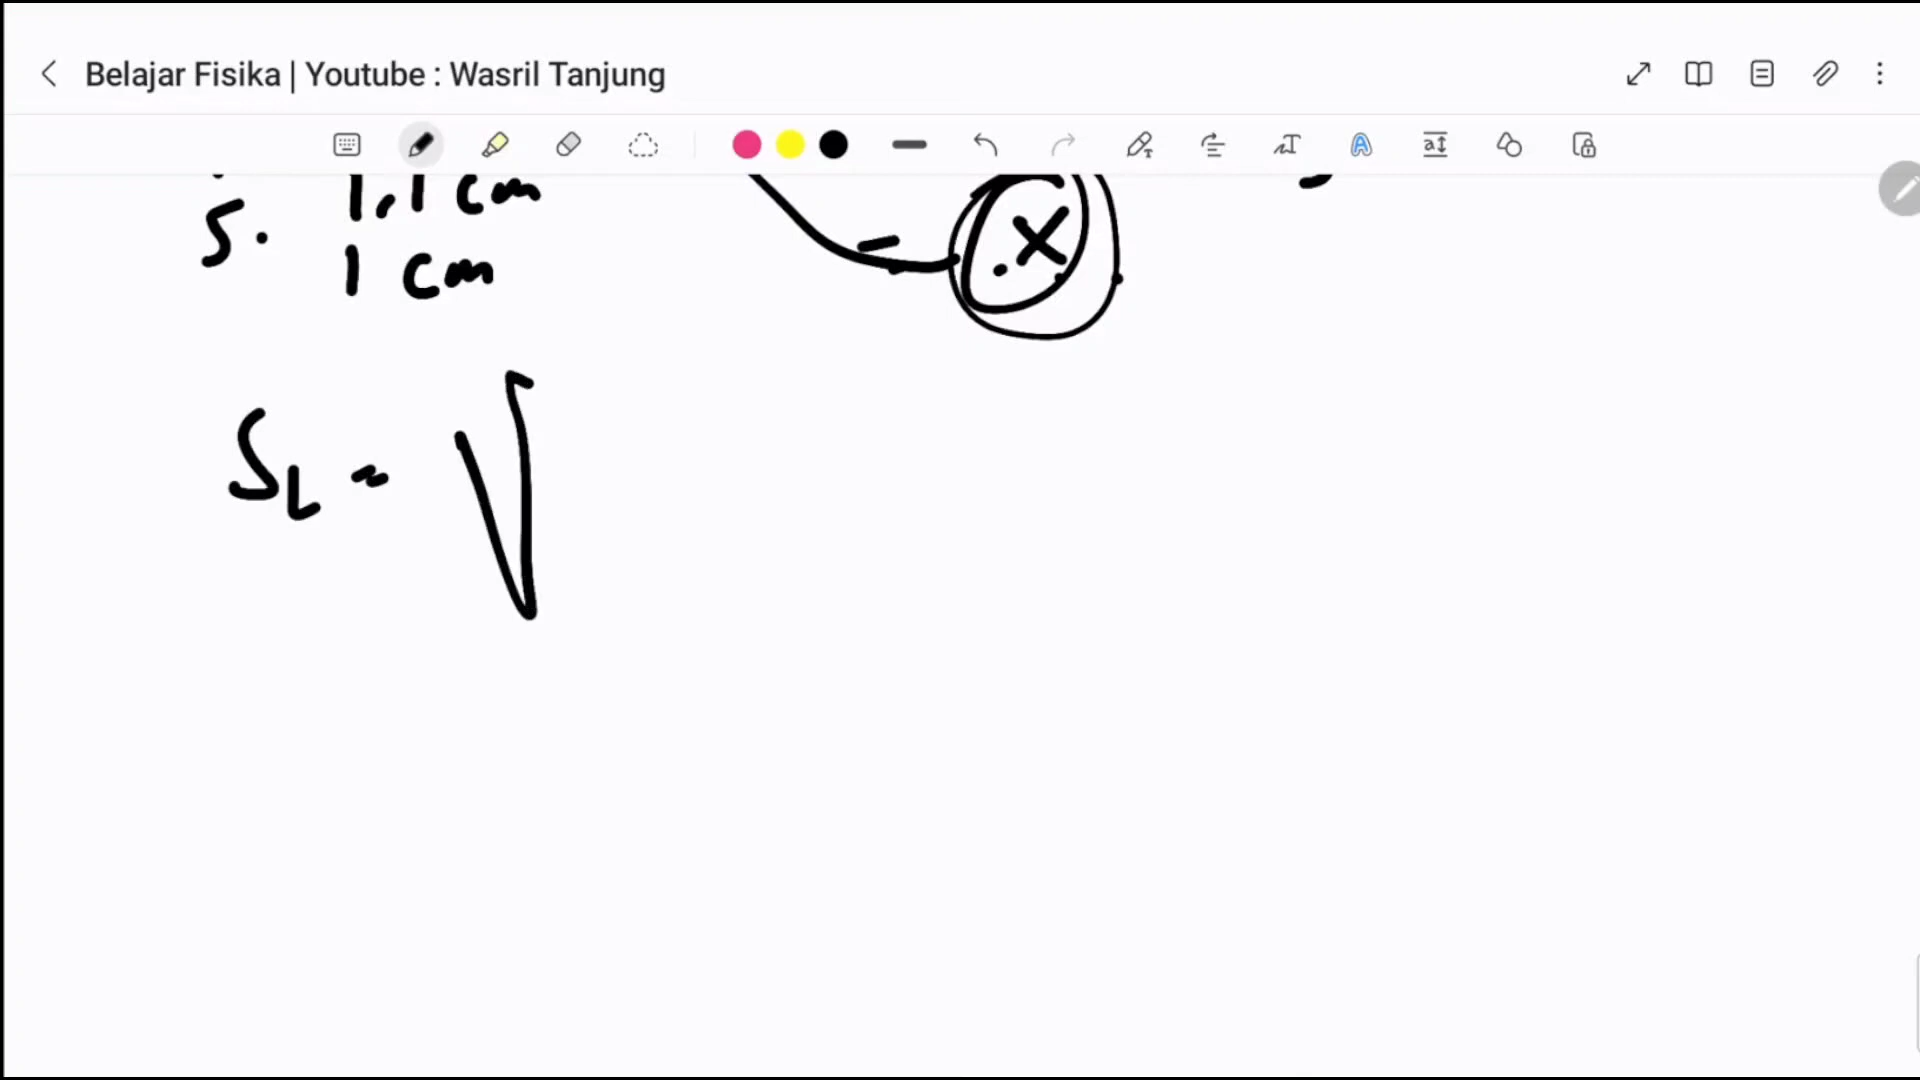 Belajar Fisika | Youtube : Wasril Tanjung
1,1 cm
5.
1 cm
x
S_L = √